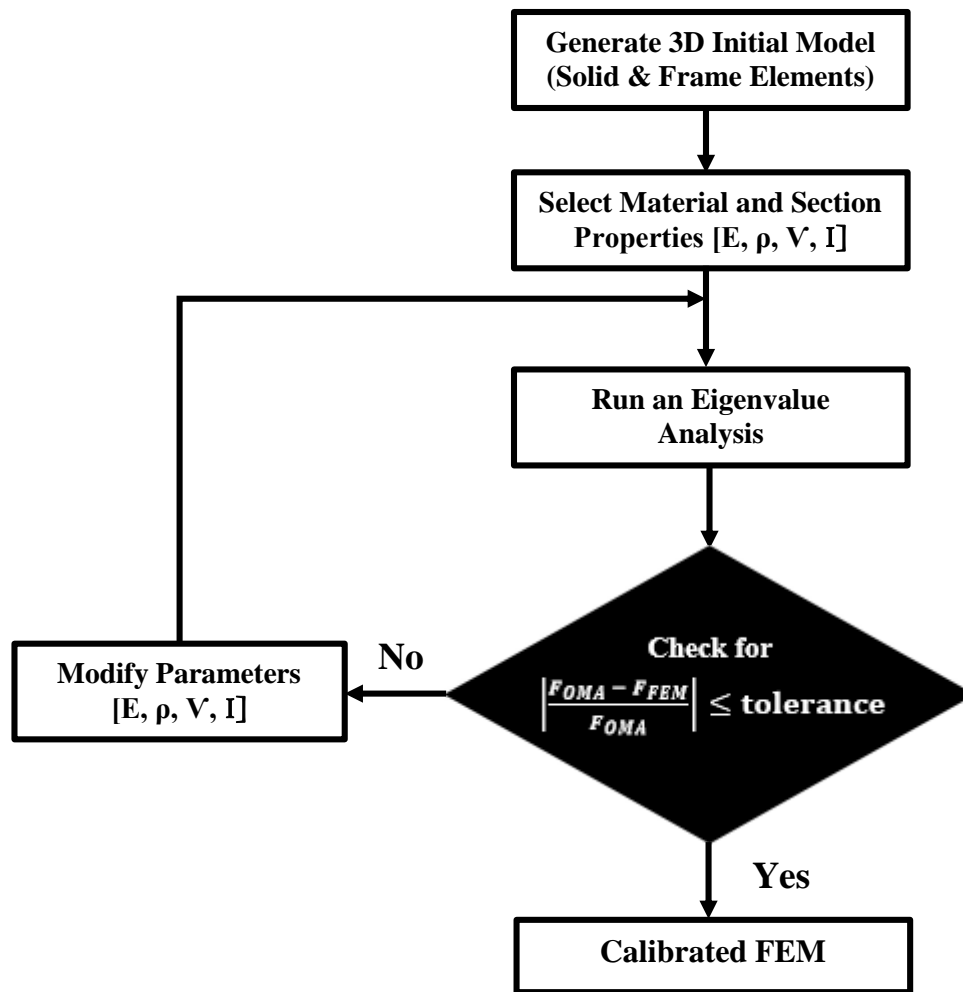 Generate 3D Initial Model
(Solid & Frame Elements)
Select Material and Section
Properties [E, ρ, Ѵ, I]
Run an Eigenvalue
Analysis
Check for
|F_OMA − F_FEM / F_OMA| ≤ tolerance
No
Modify Parameters
[E, ρ, Ѵ, I]
Yes
Calibrated FEM